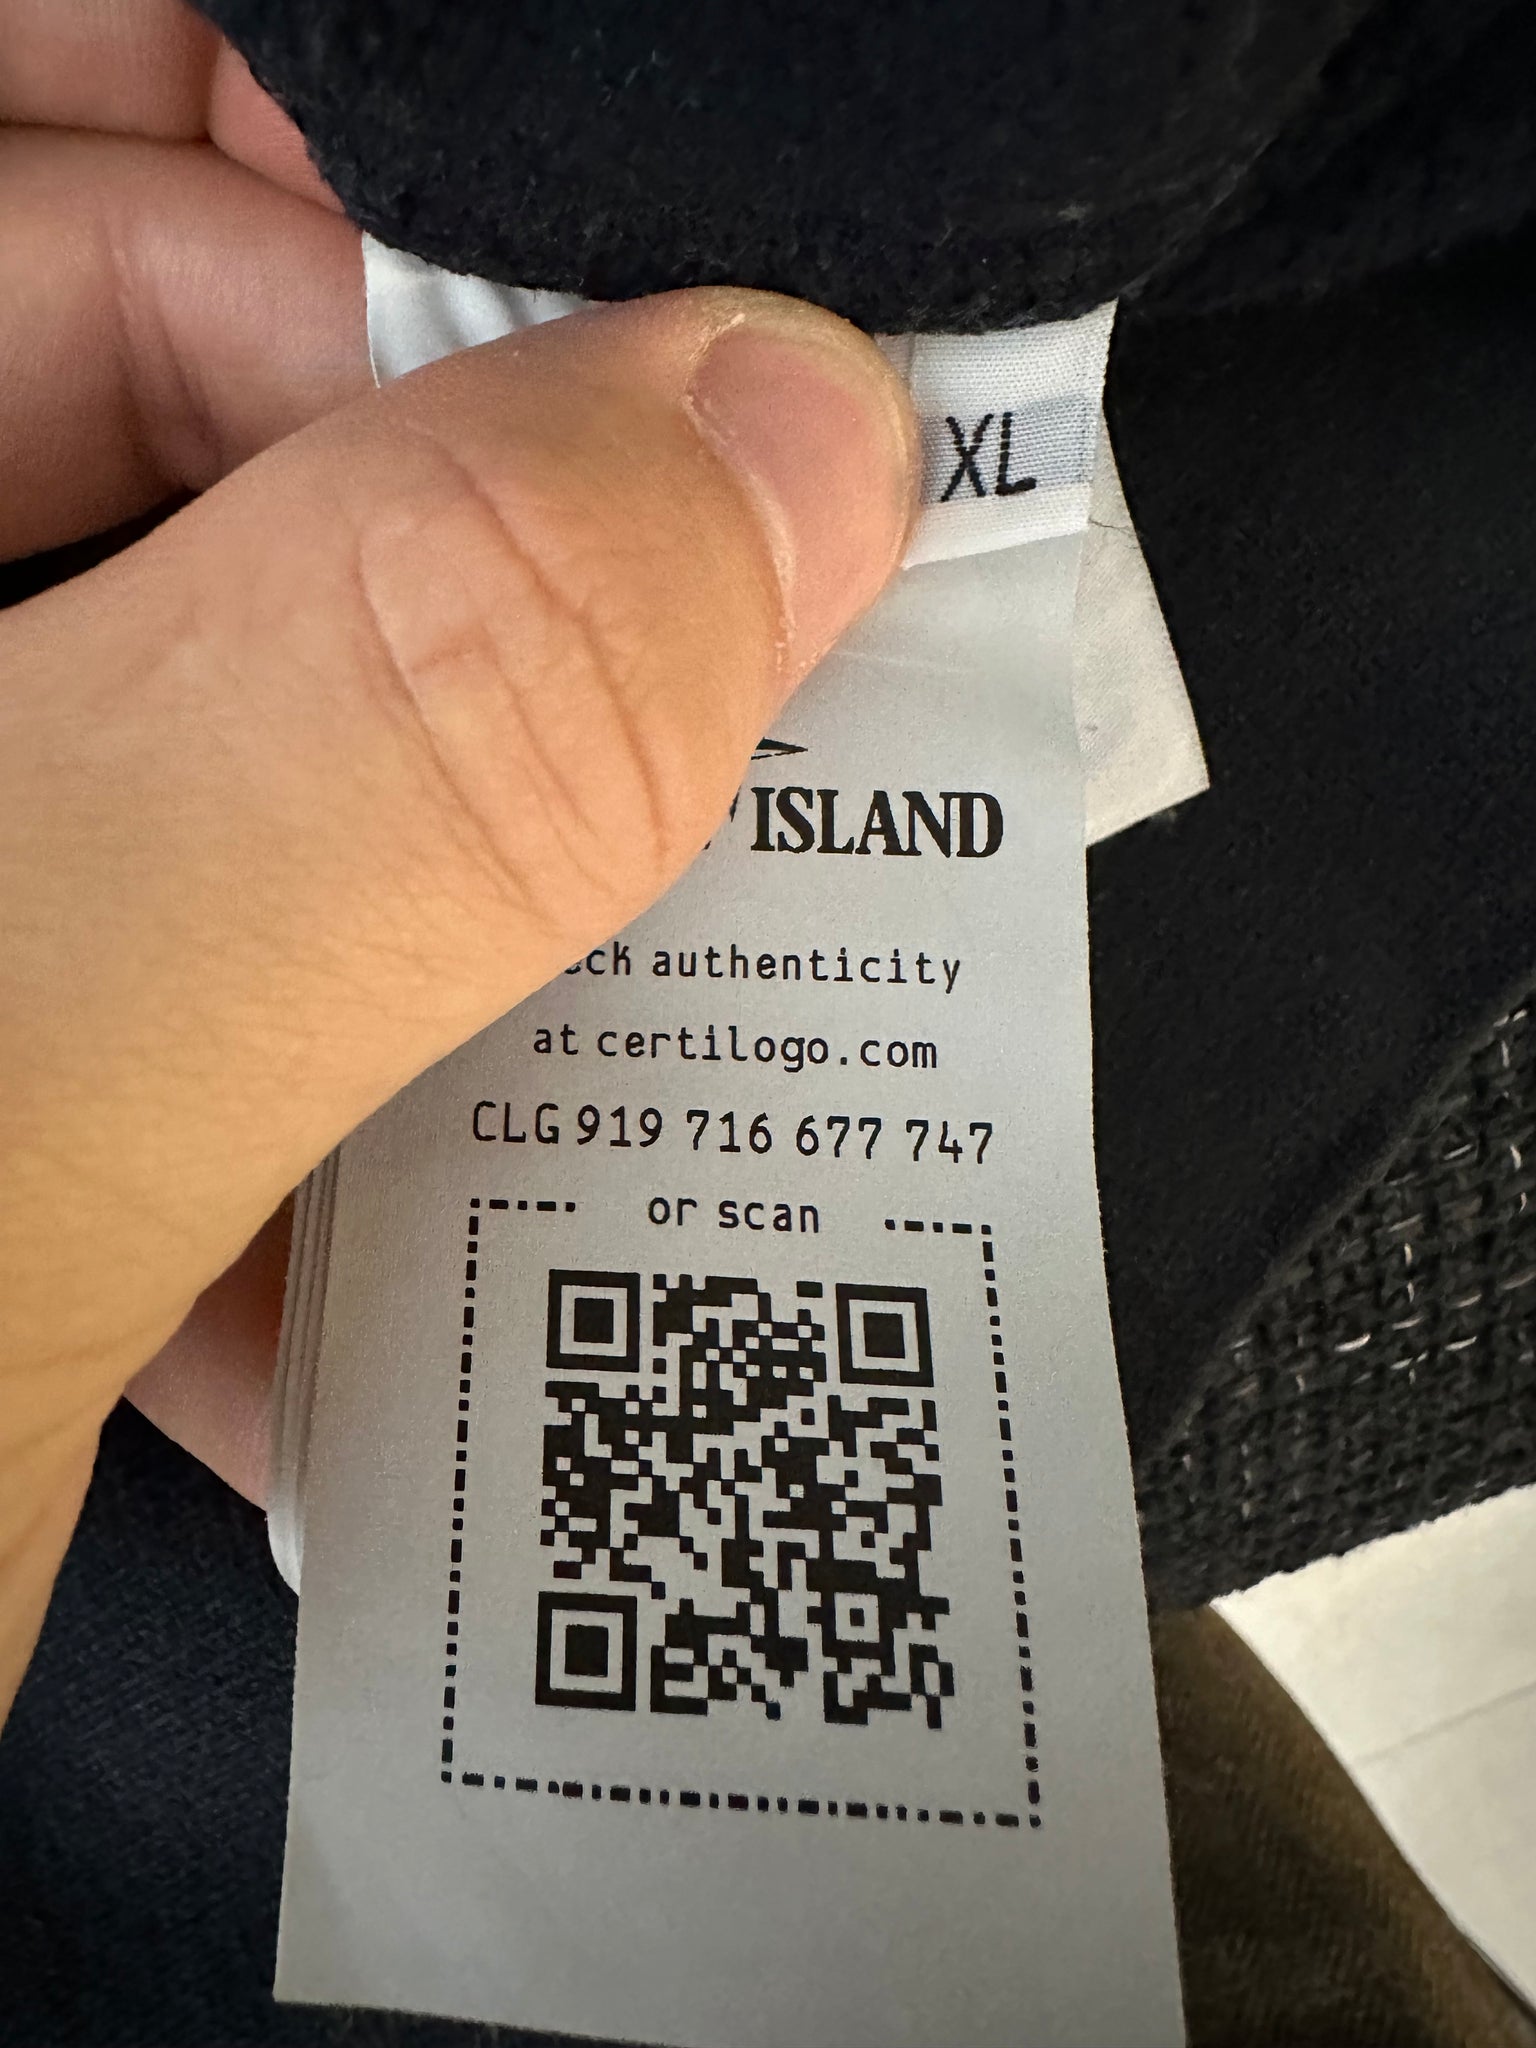 XL
ISLAND
authenticity
at certilogo.com
CLG 919 716 677 747
or scan